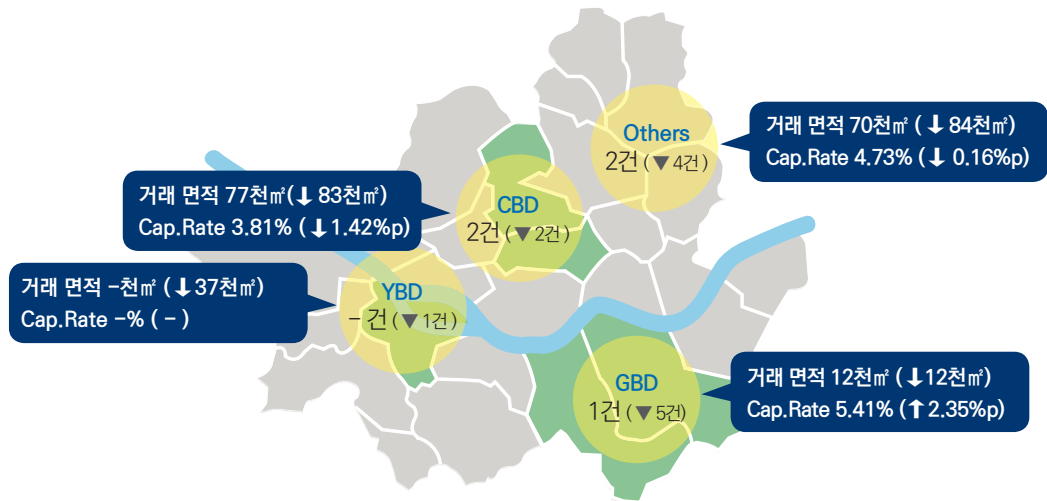 Others
2건 (▼4건)
거래 면적 70천㎡ (↓84천㎡)
Cap.Rate 4.73% (↓ 0.16%p)
거래 면적 77천㎡(↓83천㎡)
Cap.Rate 3.81% (↓1.42%p)
CBD
2건 (▼2건)
거래 면적 -천㎡ (↓37천㎡)
Cap.Rate -% ( - )
YBD
- 건 (▼1건)
GBD
1건 (▼5건)
거래 면적 12천㎡ (↓12천㎡)
Cap.Rate 5.41% (↑2.35%p)